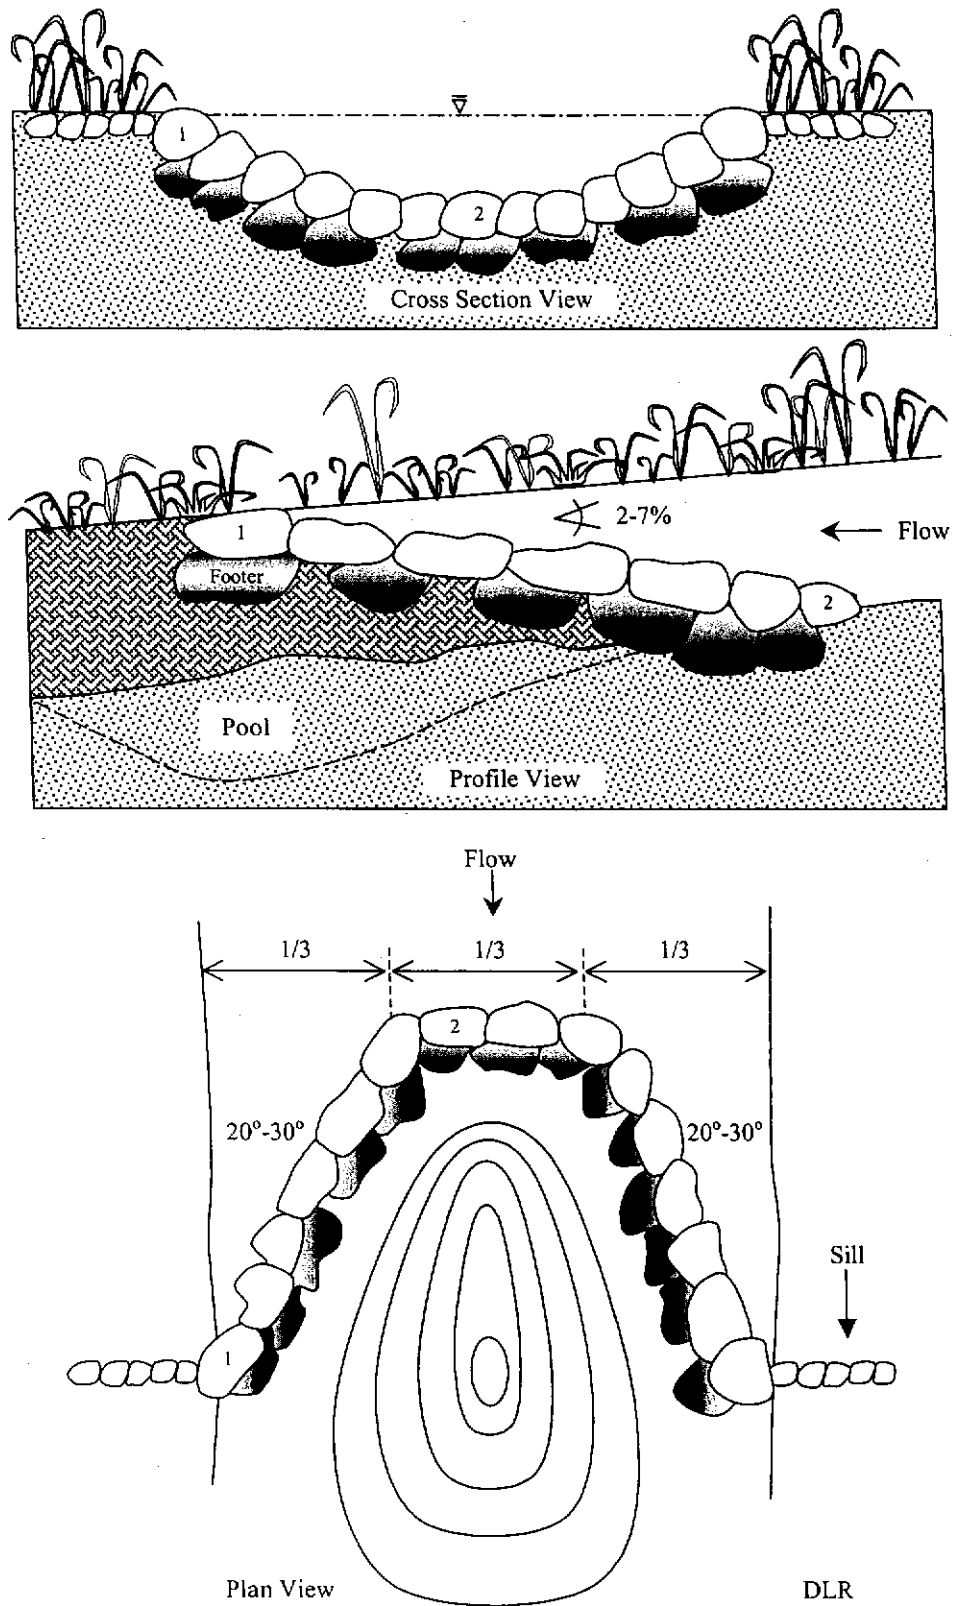 1
2
Cross Section View
2-7%
Flow
1
Footer
2
Pool
Profile View
Flow
1/3 1/3 1/3
2
20°-30° 20°-30°
Sill
1
Plan View DLR